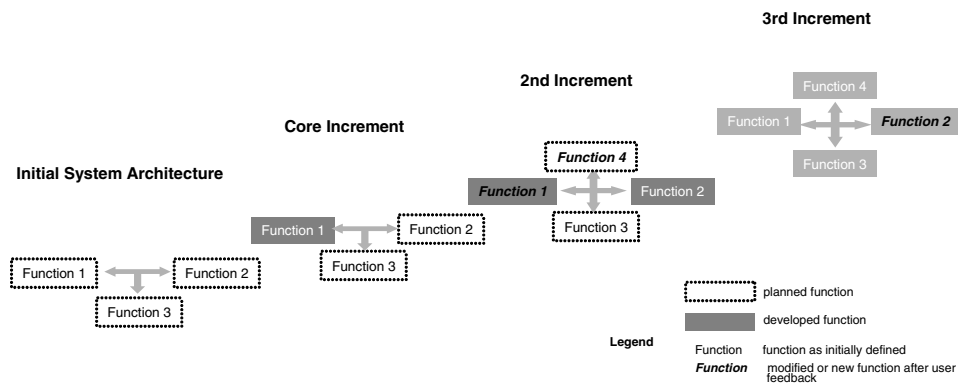 3rd Increment
Function 4
Function 1
Function 2
Function 3
2nd Increment
Function 4
Function 1
Function 2
Function 3
Core Increment
Function 1
Function 2
Function 3
Initial System Architecture
Function 1
Function 2
Function 3
Legend
planned function
developed function
Function function as initially defined
Function modified or new function after user
feedback